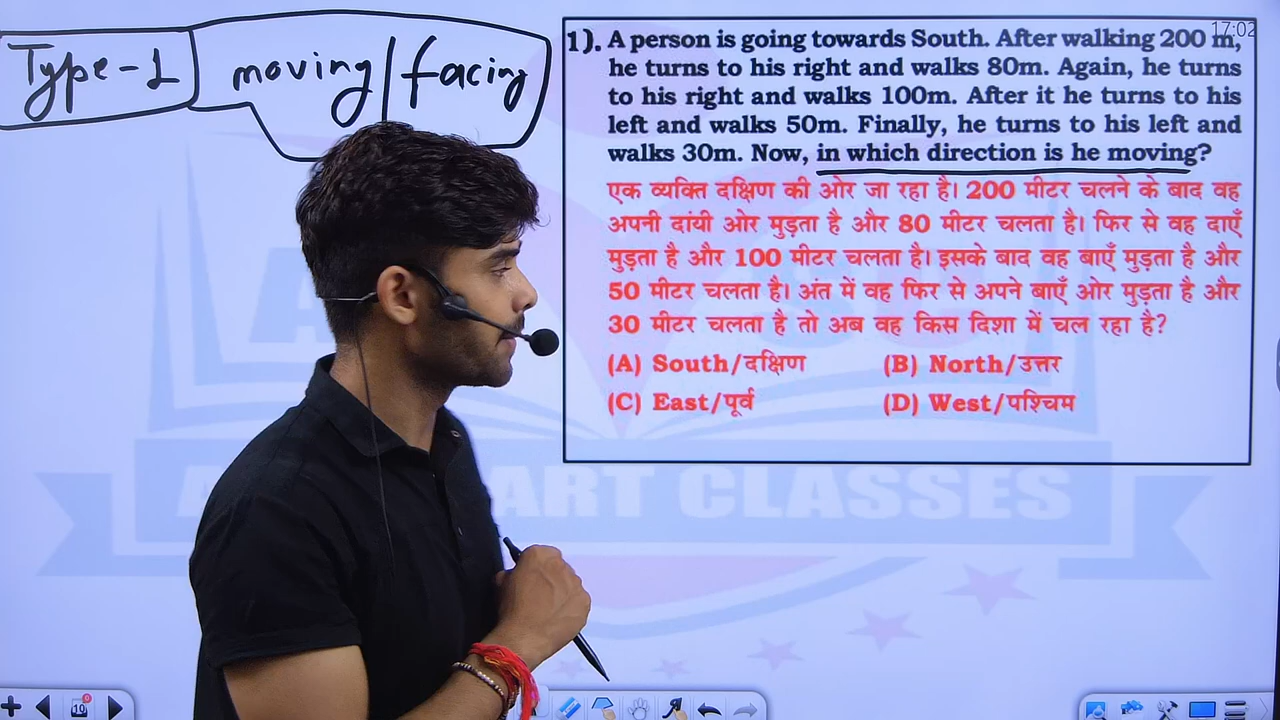 Type-1
moving/facing
17:02
1). A person is going towards South. After walking 200 m,
he turns to his right and walks 80m. Again, he turns
to his right and walks 100m. After it he turns to his
left and walks 50m. Finally, he turns to his left and
walks 30m. Now, in which direction is he moving?
एक व्यक्ति दक्षिण की ओर जा रहा है। 200 मीटर चलने के बाद वह
अपनी दांयी ओर मुड़ता है और 80 मीटर चलता है। फिर से वह दाएँ
मुड़ता है और 100 मीटर चलता है। इसके बाद वह बाएँ मुड़ता है और
50 मीटर चलता है। अंत में वह फिर से अपने बाएँ ओर मुड़ता है और
30 मीटर चलता है तो अब वह किस दिशा में चल रहा है?
(A) South/दक्षिण (B) North/उत्तर
(C) East/पूर्व (D) West/पश्चिम
ART CLASSES
19